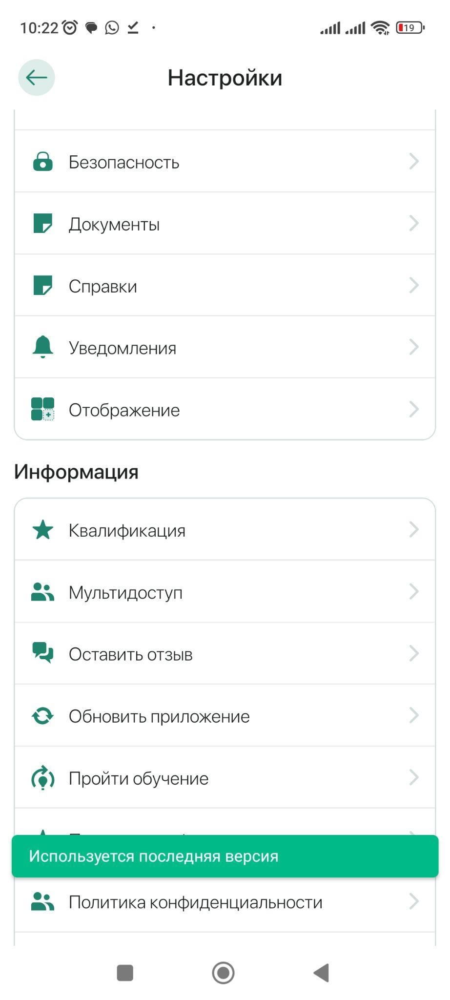 10:22
19
Настройки
Безопасность
Документы
Справки
Уведомления
Отображение
Информация
Квалификация
Мультидоступ
Оставить отзыв
Обновить приложение
Пройти обучение
Используется последняя версия
Политика конфиденциальности